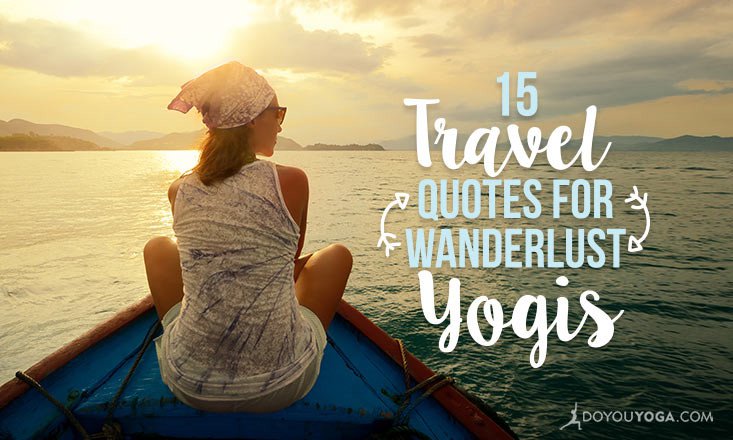 15
Travel
QUOTES FOR
WANDERLUST
Yogis
DOYOUYOGA.COM